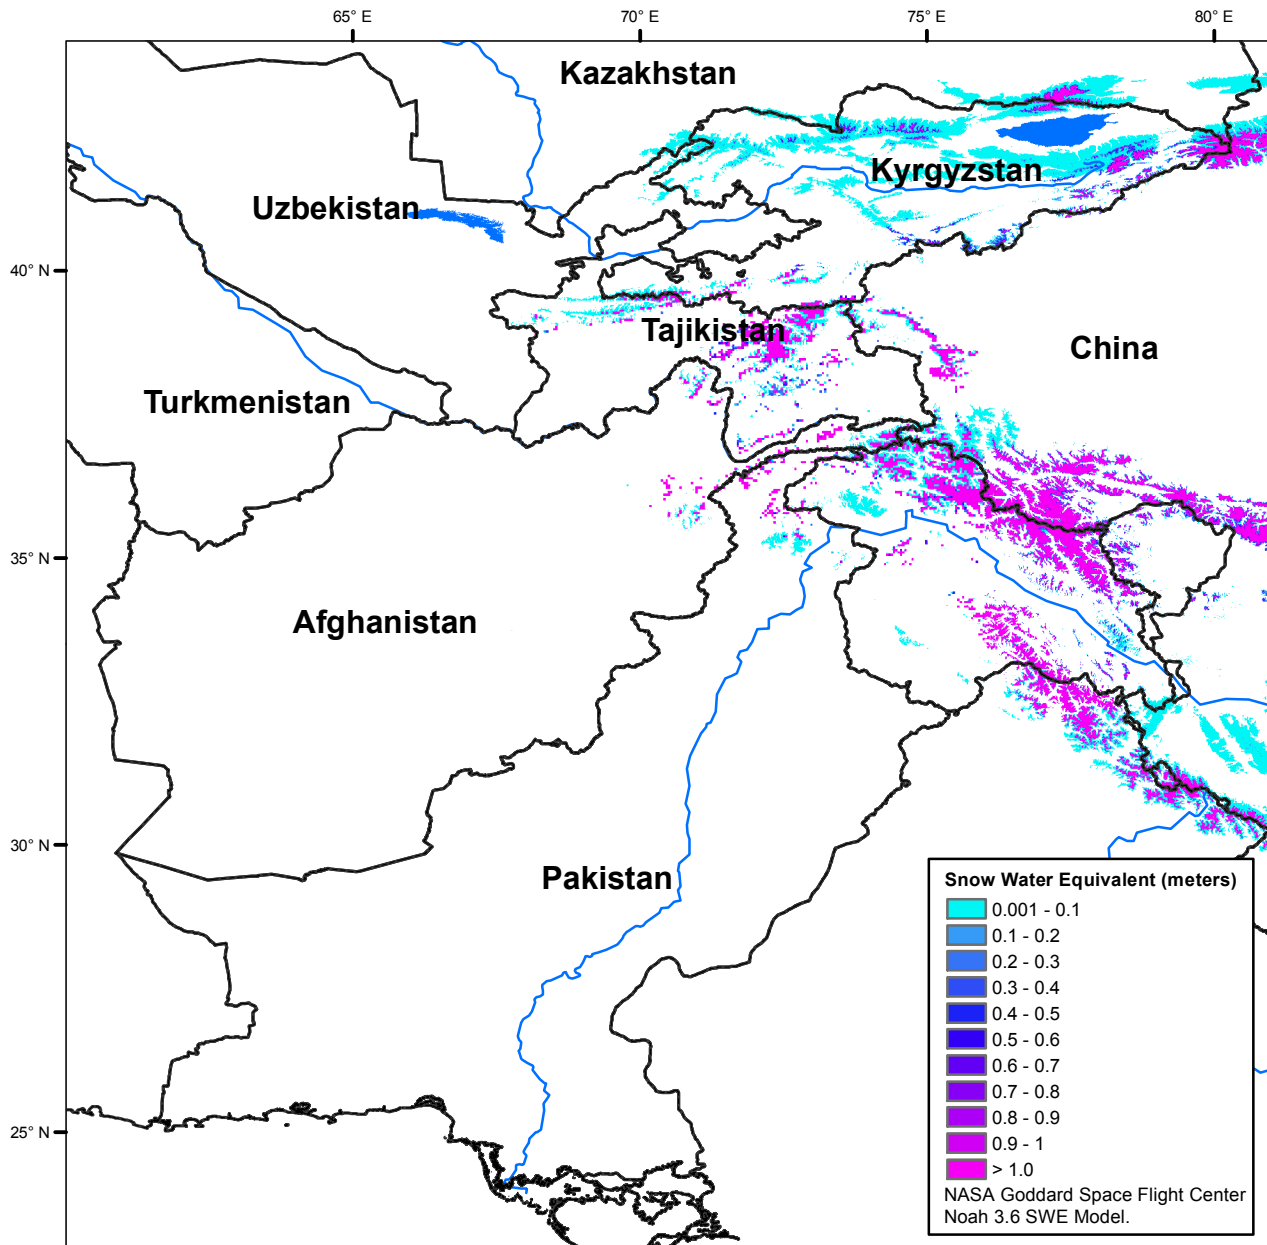 65° E
70° E
75° E
80° E
Kazakhstan
Kyrgyzstan
Uzbekistan
40° N
Tajikistan
China
Turkmenistan
35° N
Afghanistan
30° N
Pakistan
Snow Water Equivalent (meters)
0.001 - 0.1
0.1 - 0.2
0.2 - 0.3
0.3 - 0.4
0.4 - 0.5
0.5 - 0.6
0.6 - 0.7
0.7 - 0.8
0.8 - 0.9
0.9 - 1
> 1.0
25° N
NASA Goddard Space Flight Center
Noah 3.6 SWE Model.